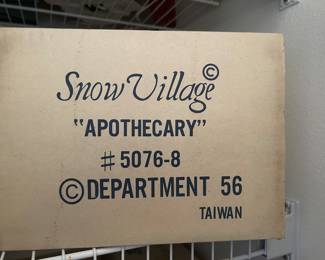 Snow Village©
"APOTHECARY"
#5076-8
©DEPARTMENT 56
TAIWAN